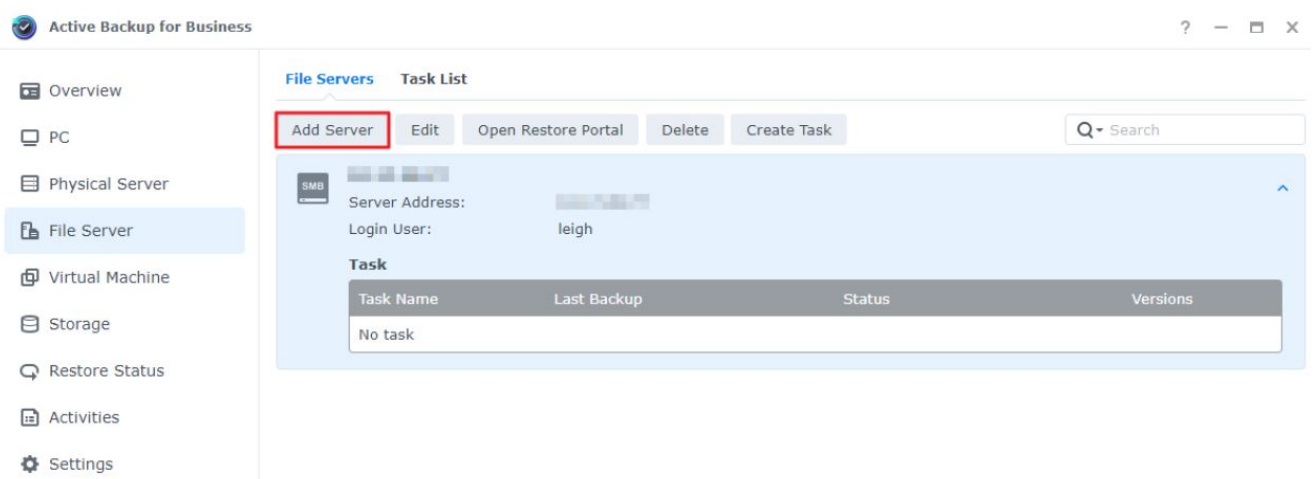 Active Backup for Business
?
Overview
PC
Physical Server
File Server
Virtual Machine
Storage
Restore Status
Activities
Settings
File Servers Task List
Add Server Edit Open Restore Portal Delete Create Task Search
SMB
Server Address:
Login User: leigh
Task
Task Name Last Backup Status Versions
No task